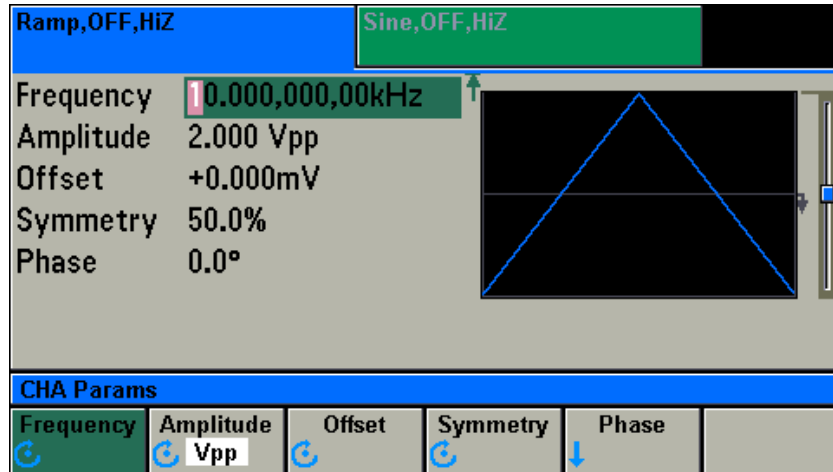 Ramp,OFF,HiZ
Sine,OFF,HiZ
Frequency 10.000,000,00kHz
Amplitude 2.000 Vpp
Offset +0.000mV
Symmetry 50.0%
Phase 0.0°
CHA Params
Frequency Amplitude Offset Symmetry Phase
Vpp